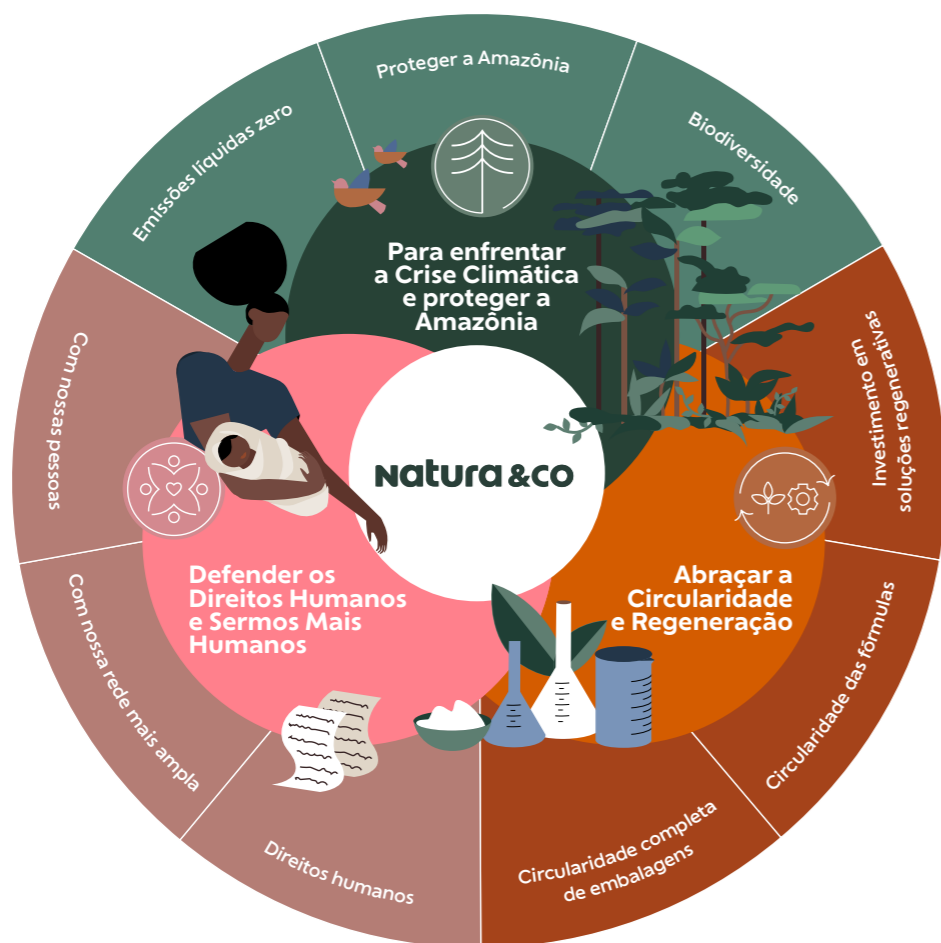 Proteger a Amazônia
Emissões líquidas zero
Biodiversidade
Para enfrentar
a Crise Climática
e proteger a
Amazônia
Com nossas pessoas
Investimento em
soluções regenerativas
Natura &co
Defender os
Direitos Humanos
e Sermos Mais
Humanos
Abraçar a
Circularidade
e Regeneração
Com nossa rede mais ampla
Circularidade das fôrmulas
Direitos humanos
Circularidade completa
de embalagens